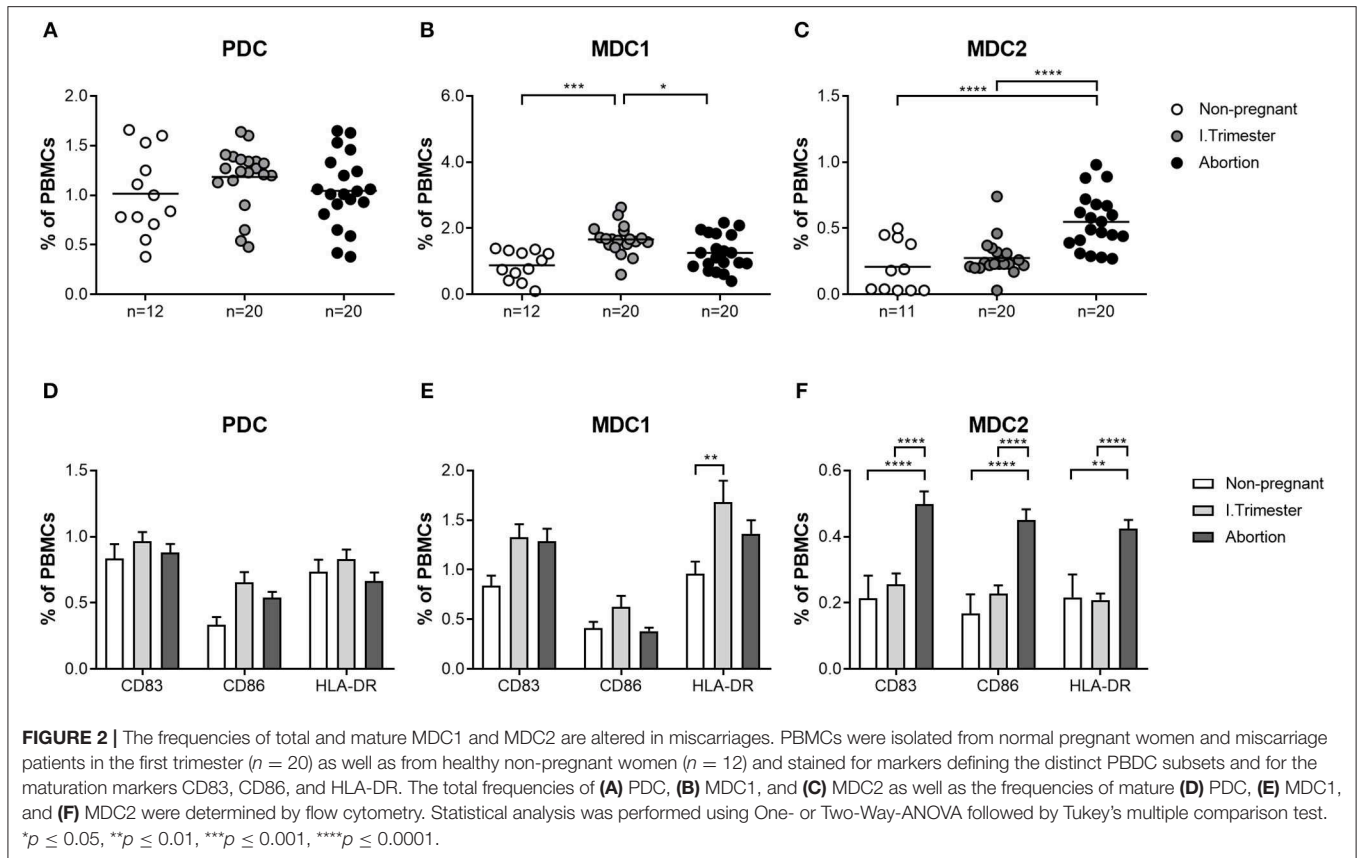 A
PDC
% of PBMCs
2.0
1.5
1.0
0.5
0.0
n=12
n=20
n=20
B
MDC1
% of PBMCs
6.0
4.0
2.0
0.0
***
*
n=12
n=20
n=20
C
MDC2
% of PBMCs
1.5
1.0
0.5
0.0
****
****
n=11
n=20
n=20
Non-pregnant
I.Trimester
Abortion
D
PDC
% of PBMCs
1.5
1.0
0.5
0.0
CD83
CD86
HLA-DR
E
MDC1
% of PBMCs
2.0
1.5
1.0
0.5
0.0
**
CD83
CD86
HLA-DR
F
MDC2
% of PBMCs
0.6
0.4
0.2
0.0
****
****
****
****
****
**
CD83
CD86
HLA-DR
Non-pregnant
I.Trimester
Abortion
FIGURE 2 | The frequencies of total and mature MDC1 and MDC2 are altered in miscarriages. PBMCs were isolated from normal pregnant women and miscarriage
patients in the first trimester (n = 20) as well as from healthy non-pregnant women (n = 12) and stained for markers defining the distinct PBDC subsets and for the
maturation markers CD83, CD86, and HLA-DR. The total frequencies of (A) PDC, (B) MDC1, and (C) MDC2 as well as the frequencies of mature (D) PDC, (E) MDC1,
and (F) MDC2 were determined by flow cytometry. Statistical analysis was performed using One- or Two-Way-ANOVA followed by Tukey's multiple comparison test.
*p ≤ 0.05, **p ≤ 0.01, ***p ≤ 0.001, ****p ≤ 0.0001.